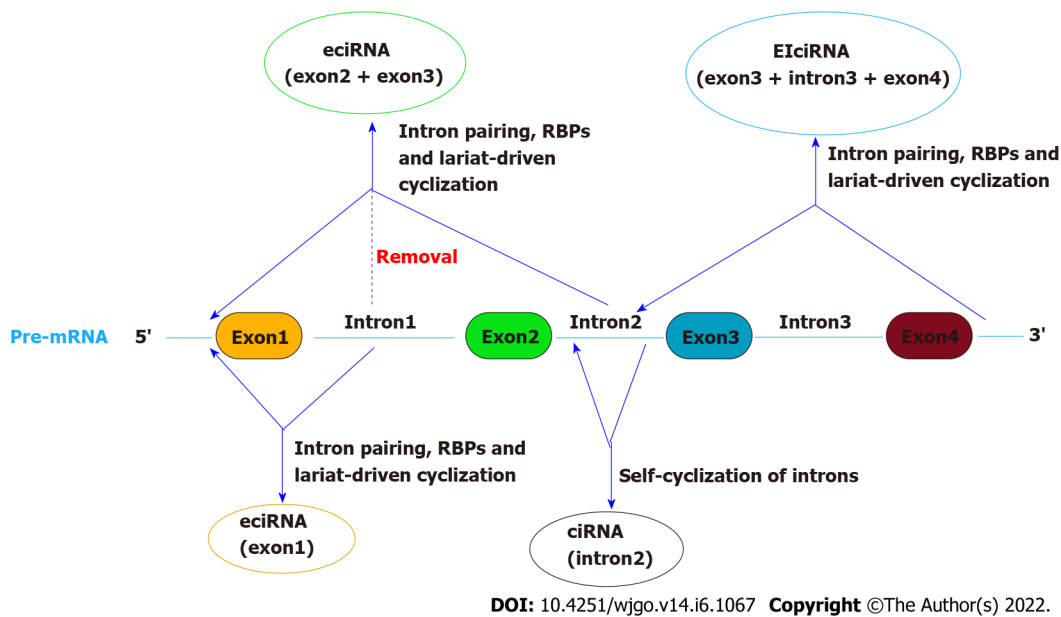 eciRNA
(exon2 + exon3)
EIciRNA
(exon3 + intron3 + exon4)
Intron pairing, RBPs
and lariat-driven
cyclization
Intron pairing, RBPs and
lariat-driven cyclization
Removal
Pre-mRNA 5' Exon1 Intron1 Exon2 Intron2 Exon3 Intron3 Exon4 3'
Intron pairing, RBPs and
lariat-driven cyclization
Self-cyclization of introns
eciRNA
(exon1)
ciRNA
(intron2)
DOI: 10.4251/wjgo.v14.i6.1067 Copyright ©The Author(s) 2022.